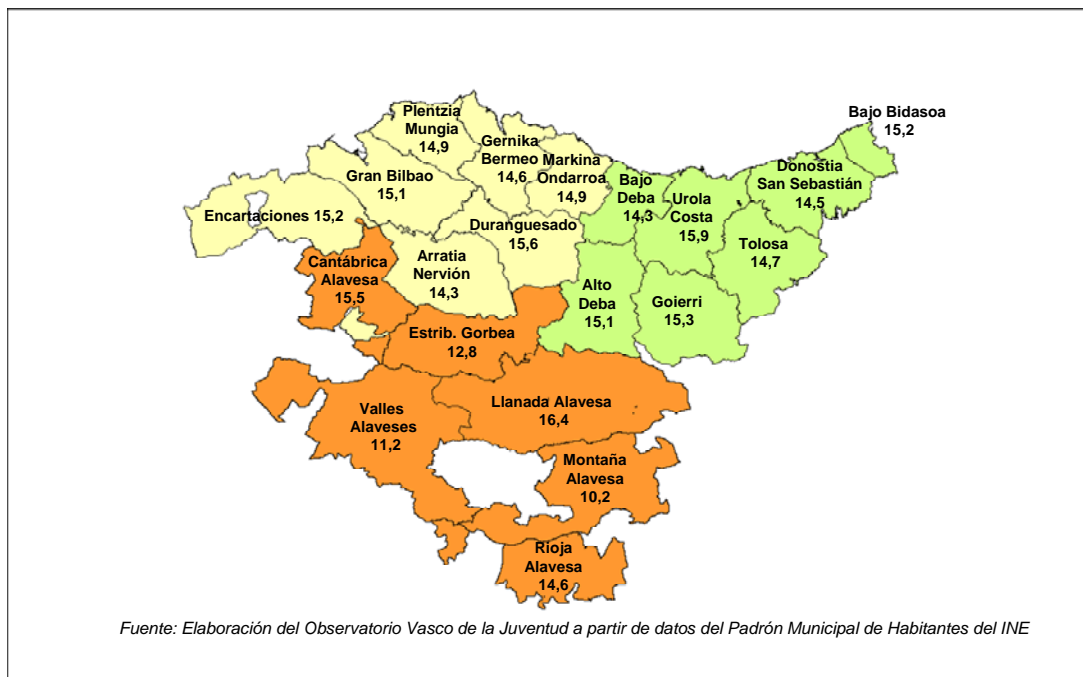 Plentzia
Mungia
14,9
Gernika
Bermeo
14,6
Markina
Ondarroa
14,9
Bajo Bidasoa
15,2
Gran Bilbao
15,1
Bajo
Deba
14,3
Urola
Costa
15,9
Donostia
San Sebastián
14,5
Encartaciones 15,2
Duranguesado
15,6
Tolosa
14,7
Cantábrica
Alavesa
15,5
Arratia
Nervión
14,3
Alto
Deba
15,1
Goierri
15,3
Estrib. Gorbea
12,8
Valles
Alaveses
11,2
Llanada Alavesa
16,4
Montaña
Alavesa
10,2
Rioja
Alavesa
14,6
Fuente: Elaboración del Observatorio Vasco de la Juventud a partir de datos del Padrón Municipal de Habitantes del INE